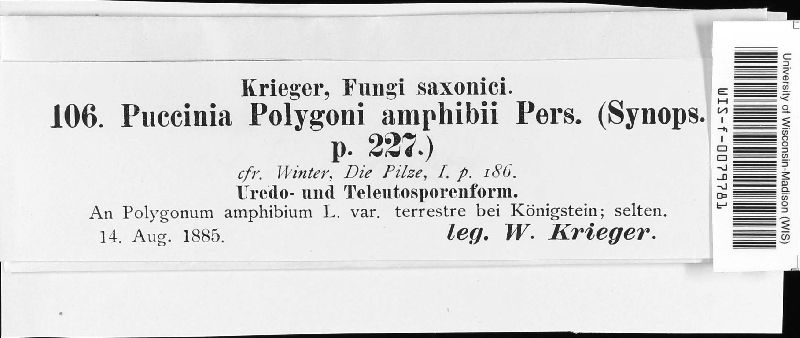 Krieger, Fungi saxonici.
106. Puccinia Polygoni amphibii Pers. (Synops.
p. 227.)
cfr. Winter, Die Pilze, I. p. 186.
Uredo- und Teleutosporenform.
An Polygonum amphibium L. var. terrestre bei Königstein; selten.
14. Aug. 1885.
leg. W. Krieger.
University of Wisconsin-Madison (WIS)
WIS-f-0079781